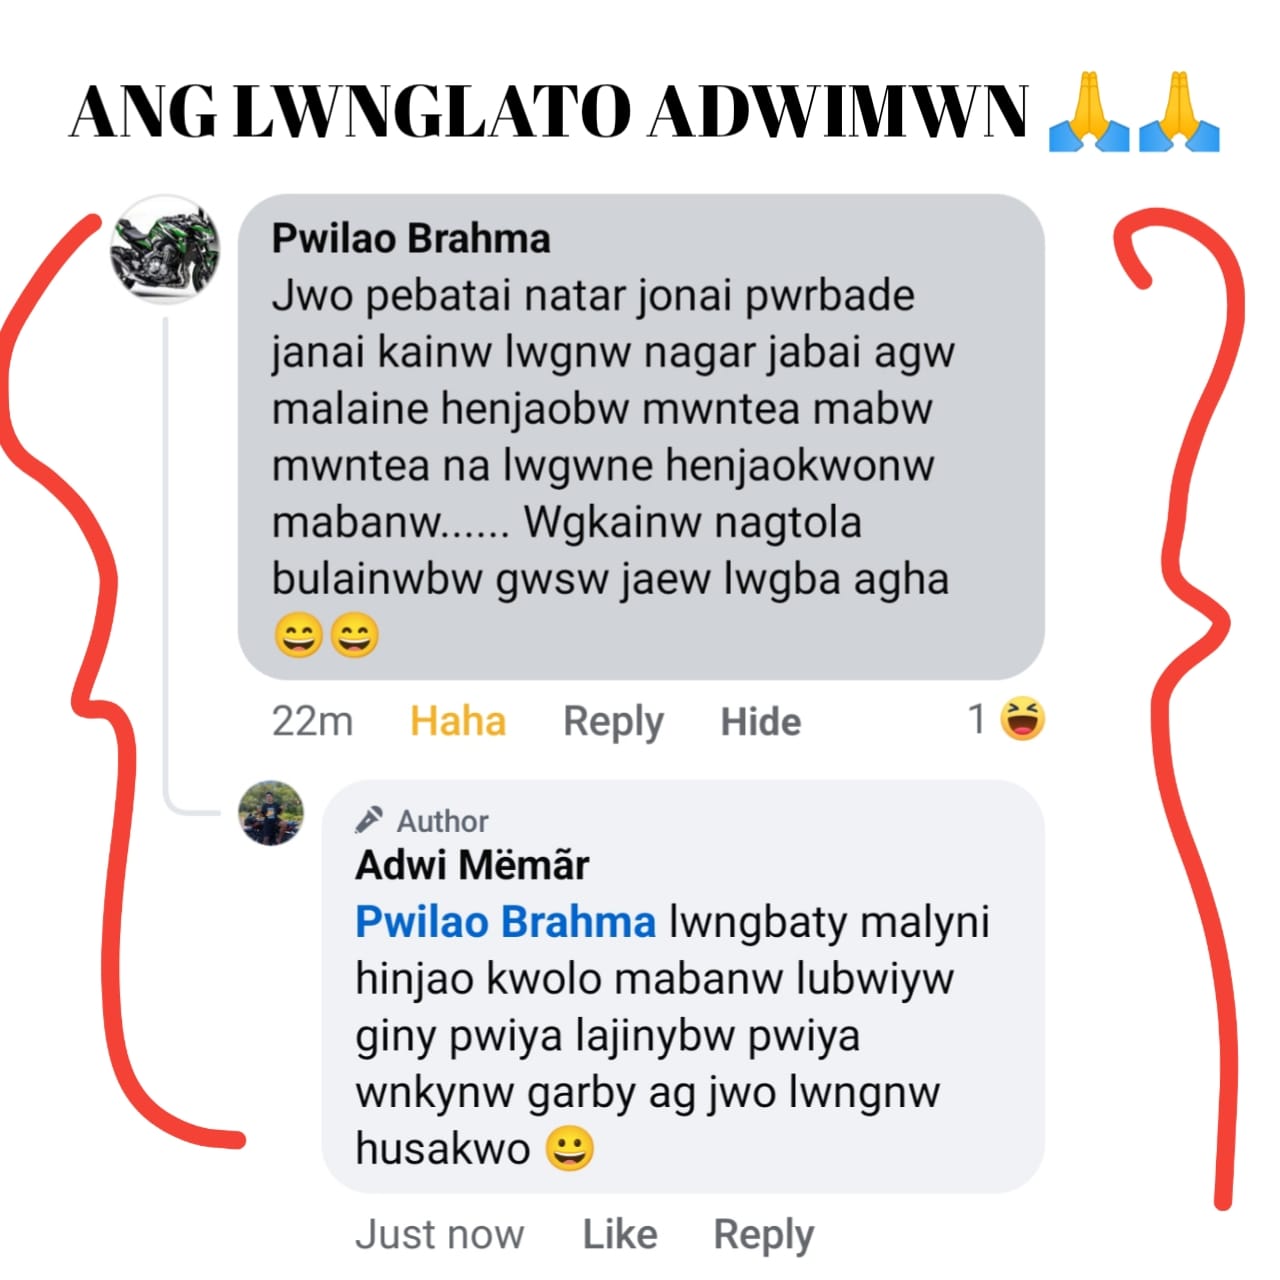 ANG LWNGLATO ADWIMWN 🙏🙏
Pwilao Brahma
Jwo pebatai natar jonai pwrbade
janai kainw lwgnw nagar jabai agw
malaine henjaobw mwntea mabw
mwntea na lwgwne henjaokwonw
mabanw...... Wgkainw nagtola
bulainwbw gwsw jaew lwgba agha
😄😄
22m Haha Reply Hide 1 😆
Author
Adwi Mëmãr
Pwilao Brahma lwngbaty malyni
hinjao kwolo mabanw lubwiyw
giny pwiya lajinybw pwiya
wnkynw garby ag jwo lwngnw
husakwo 😀
Just now Like Reply